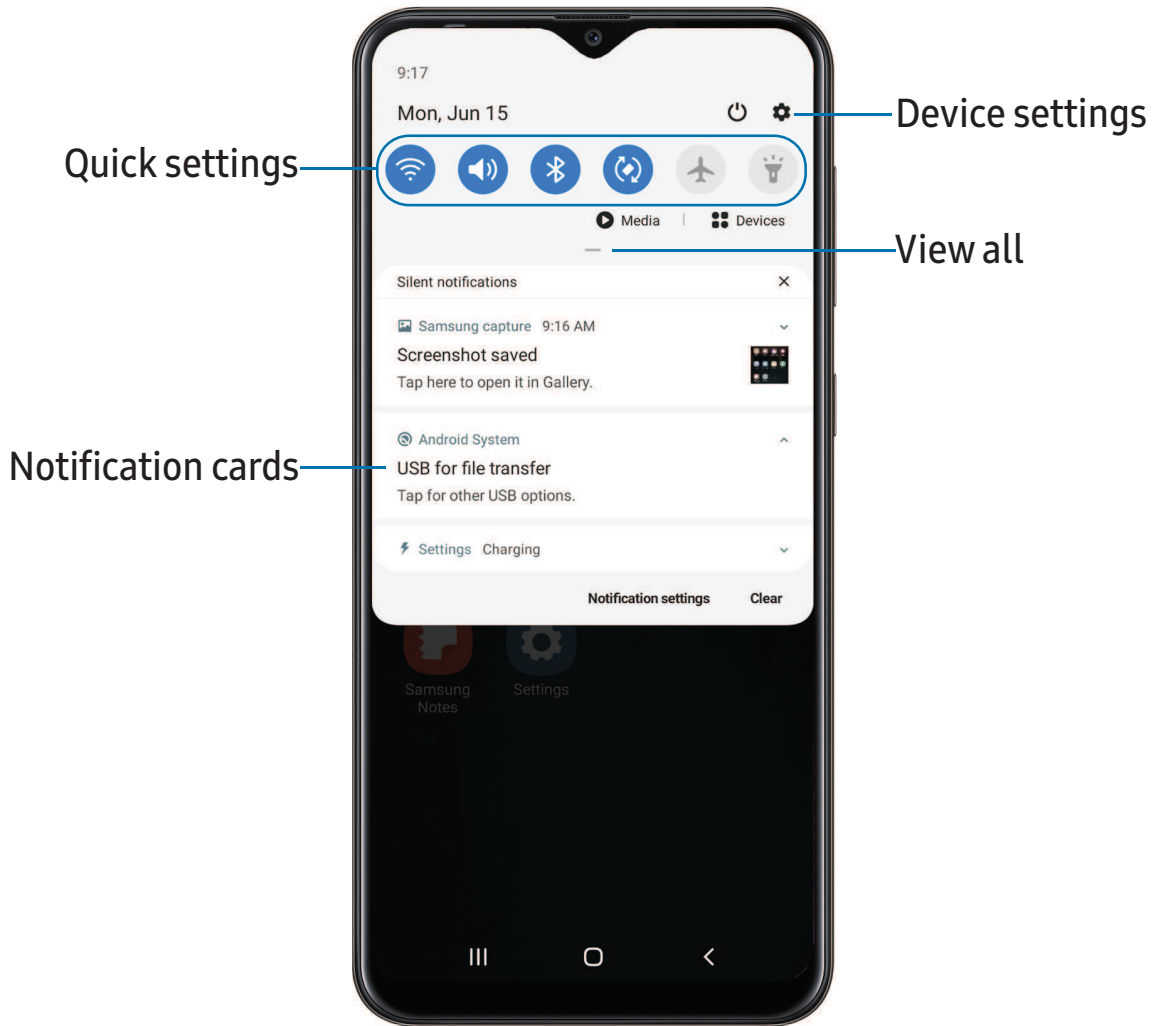 9:17
Mon, Jun 15
Device settings
Quick settings
Media
Devices
View all
Silent notifications
Samsung capture 9:16 AM
Screenshot saved
Tap here to open it in Gallery.
Android System
Notification cards
USB for file transfer
Tap for other USB options.
Settings Charging
Notification settings Clear
Samsung
Notes
Settings